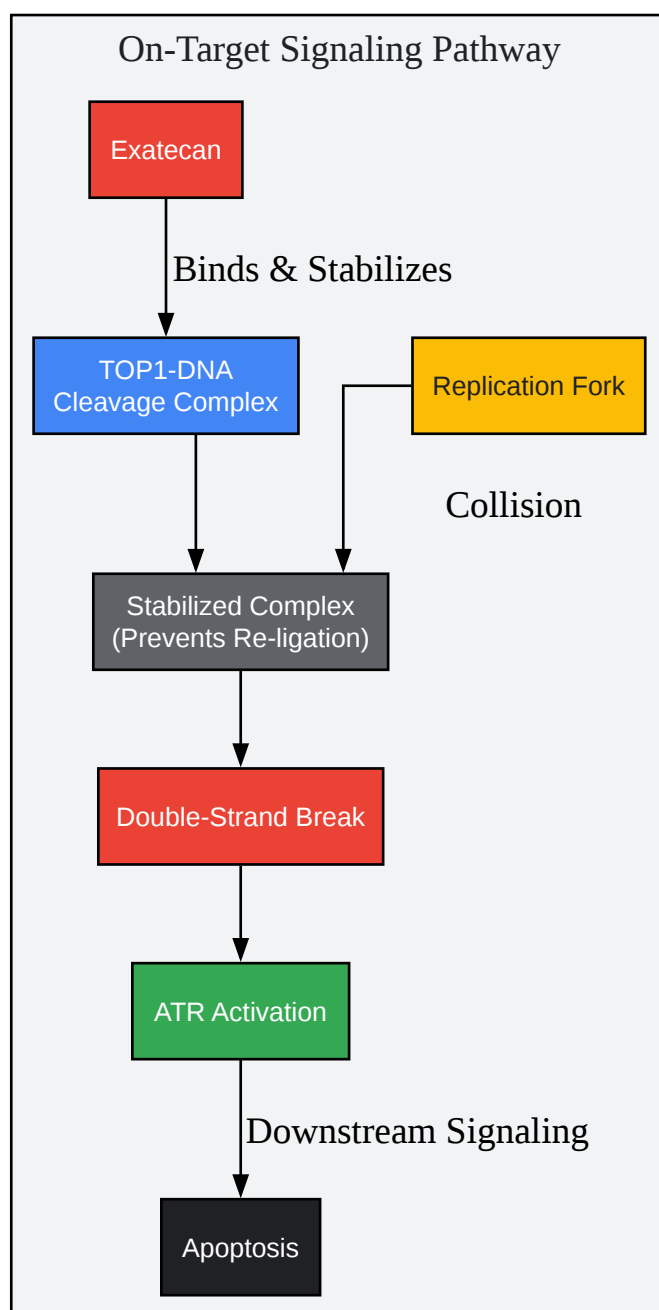 On-Target Signaling Pathway
Exatecan
Binds & Stabilizes
TOP1-DNA
Cleavage Complex
Replication Fork
Collision
Stabilized Complex
(Prevents Re-ligation)
Double-Strand Break
ATR Activation
Downstream Signaling
Apoptosis